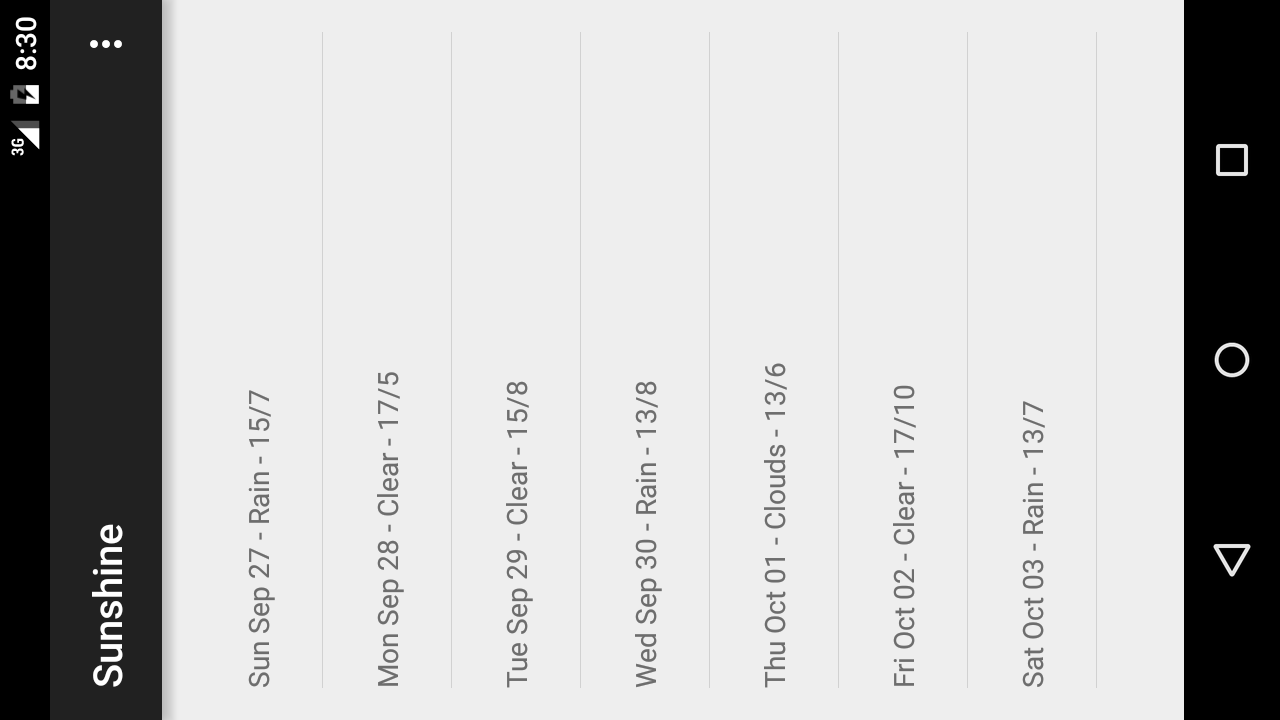 3G 8:30
Sunshine
Sun Sep 27 - Rain - 15/7
Mon Sep 28 - Clear - 17/5
Tue Sep 29 - Clear - 15/8
Wed Sep 30 - Rain - 13/8
Thu Oct 01 - Clouds - 13/6
Fri Oct 02 - Clear - 17/10
Sat Oct 03 - Rain - 13/7